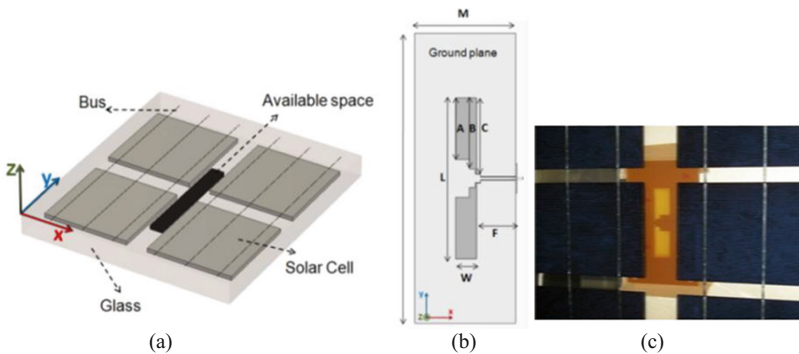 Bus
Available space
Z
y
x
Solar Cell
Glass
(a)
M
Ground plane
A
B
C
L
F
W
Y
Z
x
(b)
(c)